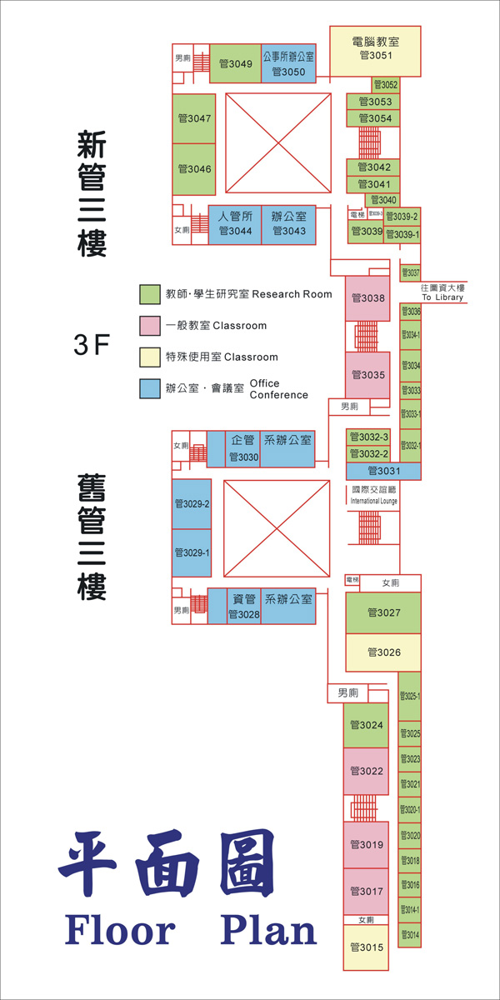 電腦教室
管3051
男廁
管3049
公事所辦公室
管3050
管3052
管3053
管3054
管3047
管3046
管3042
管3041
管3040
女廁
人管所
管3044
辦公室
管3043
電梯
管3039-3
管3039-2
管3039
管3039-1
新管三樓
管3037
往圖資大樓
To Library
管3038
管3036
管3034-1
管3035
管3034
管3033
管3033-1
男廁
3F
教師·學生研究室 Research Room
一般教室 Classroom
特殊使用室 Classroom
辦公室·會議室 Office
Conference
女廁
企管
管3030
系辦公室
管3032-3
管3032-2
管3032-1
管3031
國際交誼廳
International Lounge
管3029-2
管3029-1
舊管三樓
電梯
女廁
男廁
資管
管3028
系辦公室
管3027
管3026
男廁
管3025-1
管3024
管3025
管3022
管3023
管3021
管3020-1
管3019
管3020
管3018
管3017
管3016
管3014-1
女廁
管3015
管3014
平面圖
Floor Plan